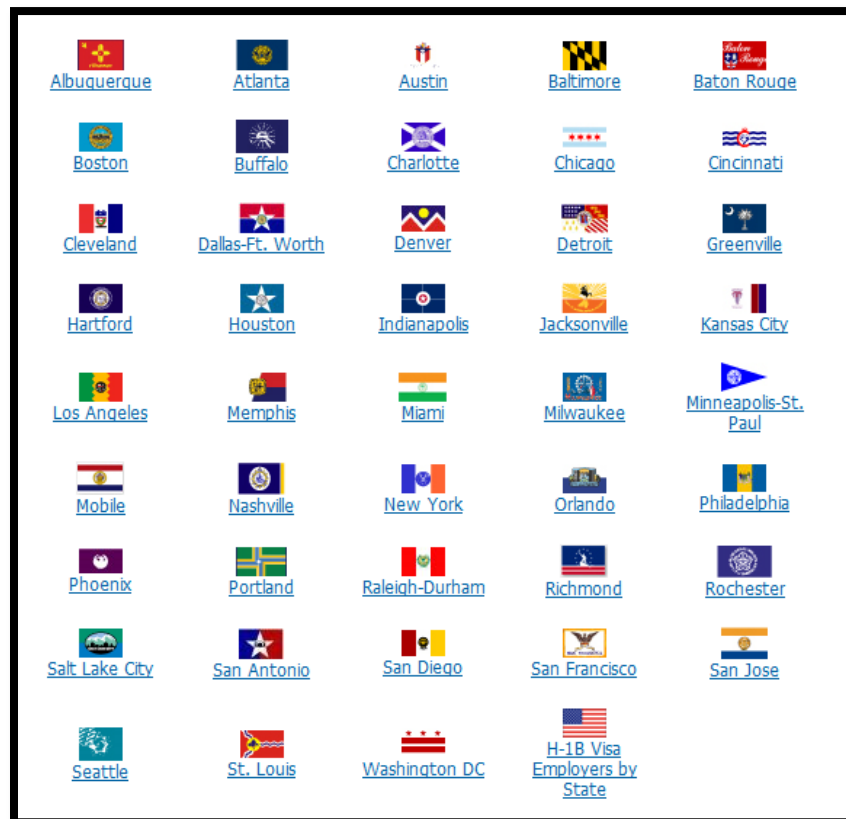 Albuquerque
Atlanta
Austin
Baltimore
Baton Rouge
Baton Rouge
Boston
Buffalo
Charlotte
Chicago
Cincinnati
Cleveland
Dallas-Ft. Worth
Denver
Detroit
Greenville
Hartford
Houston
Indianapolis
Jacksonville
Kansas City
Los Angeles
Memphis
Miami
Milwaukee
Minneapolis-St.
Paul
Mobile
Nashville
New York
Orlando
Philadelphia
Phoenix
Portland
Raleigh-Durham
Richmond
Rochester
Salt Lake City
San Antonio
San Diego
San Francisco
San Jose
Seattle
St. Louis
Washington DC
H-1B Visa
Employers by
State